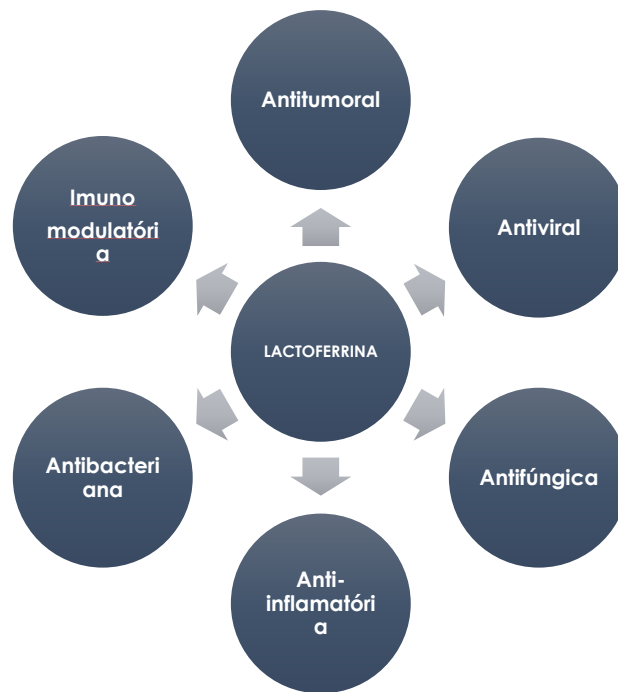 Antitumoral
Imuno
modulatóri
a
Antiviral
LACTOFERRINA
Antibacteri
ana
Antifúngica
Anti-
inflamatóri
a